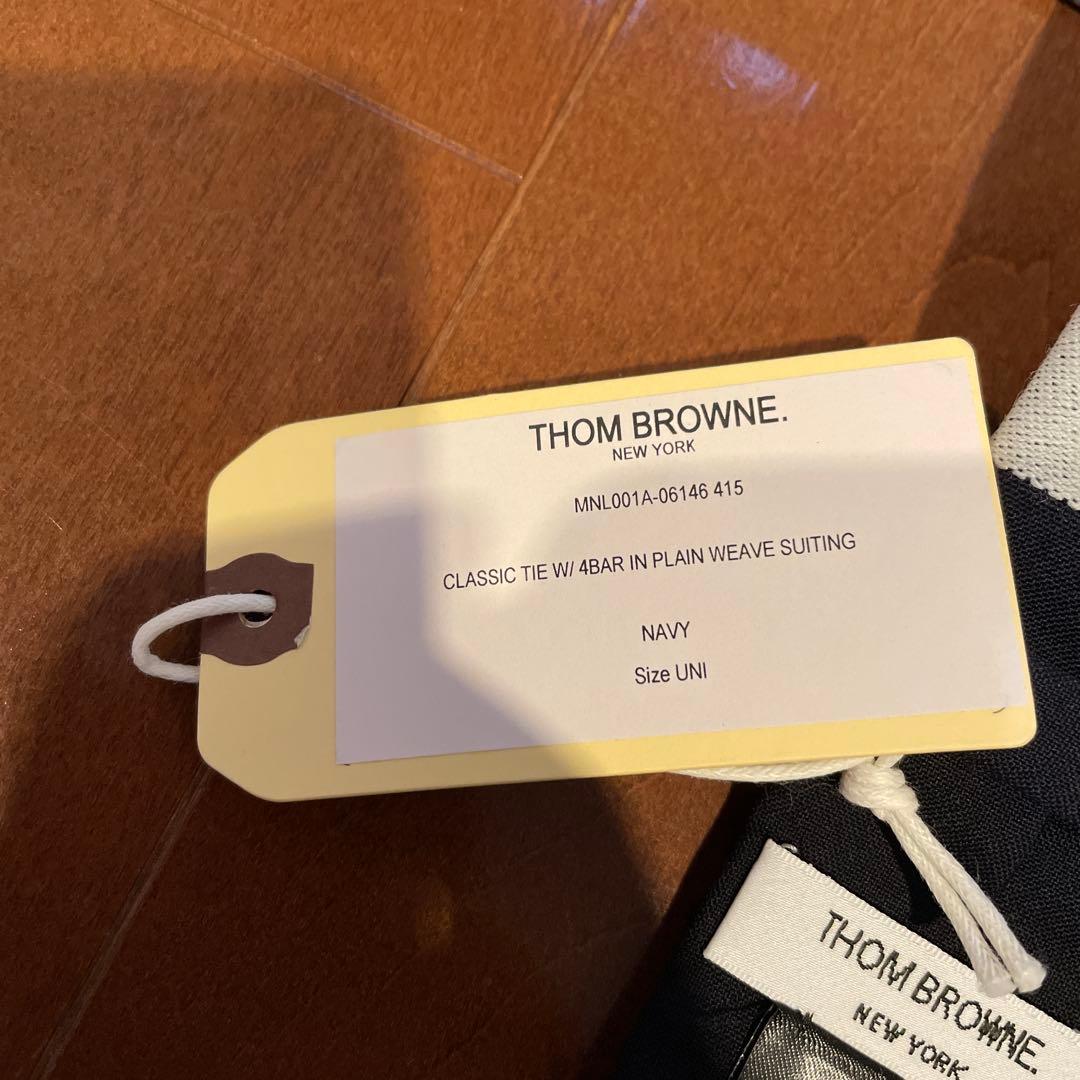 THOM BROWNE.
NEW YORK
MNL001A-06146 415
CLASSIC TIE W/ 4BAR IN PLAIN WEAVE SUITING
NAVY
Size UNI
THOM BROWNE.
NEW YORK